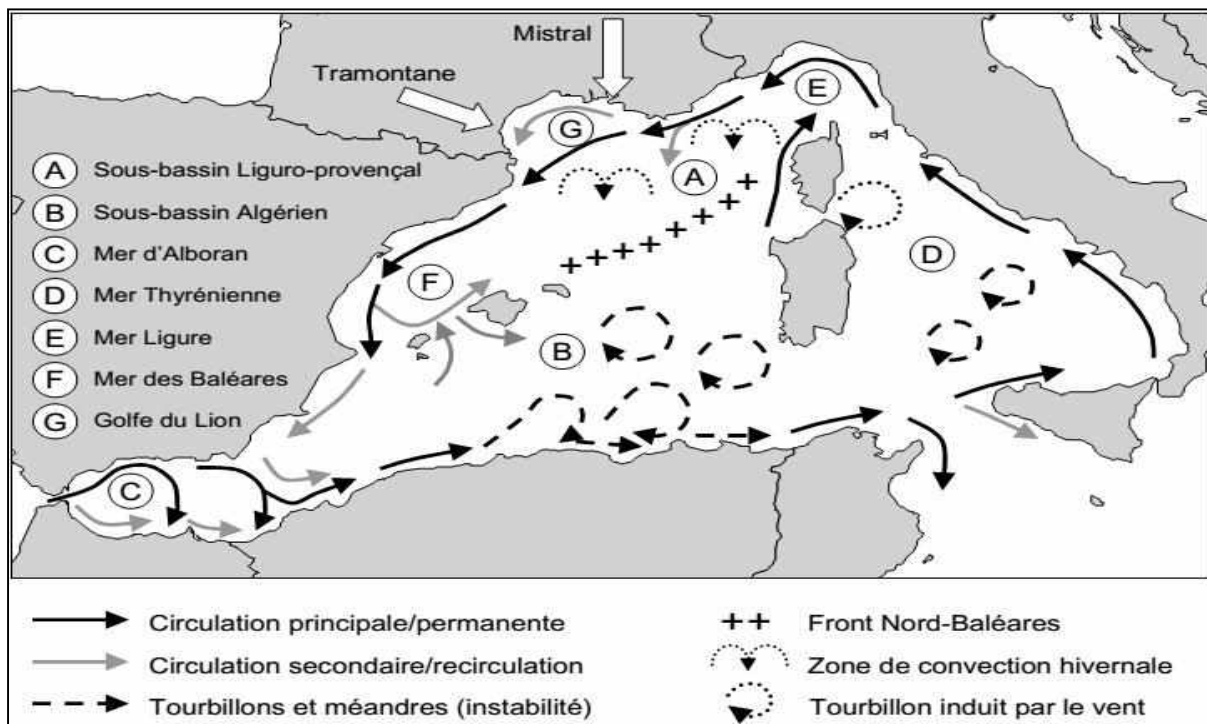 Mistral
Tramontane
E
G
A Sous-bassin Liguro-provençal
A
B Sous-bassin Algérien
C Mer d'Alboran
D
D Mer Thyrénienne
F
E Mer Ligure
B
F Mer des Baléares
G Golfe du Lion
C
Circulation principale/permanente
Front Nord-Baléares
Circulation secondaire/recirculation
Zone de convection hivernale
Tourbillons et méandres (instabilité)
Tourbillon induit par le vent